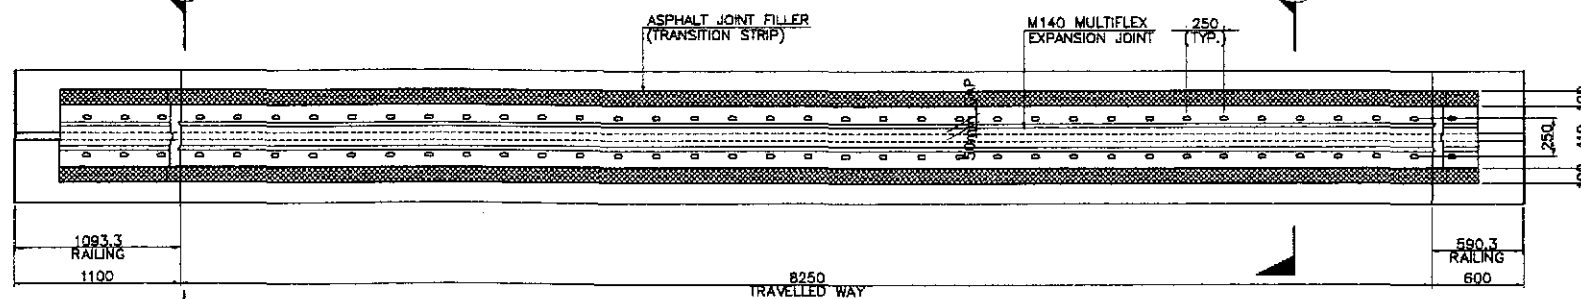 ASPHALT JOINT FILLER
(TRANSITION STRIP)
M140 MULTIFLEX
EXPANSION JOINT
250
(TYP.)
250
1093.3
RAILING
590.3
RAILING
1100
8250
600
TRAVELLED WAY